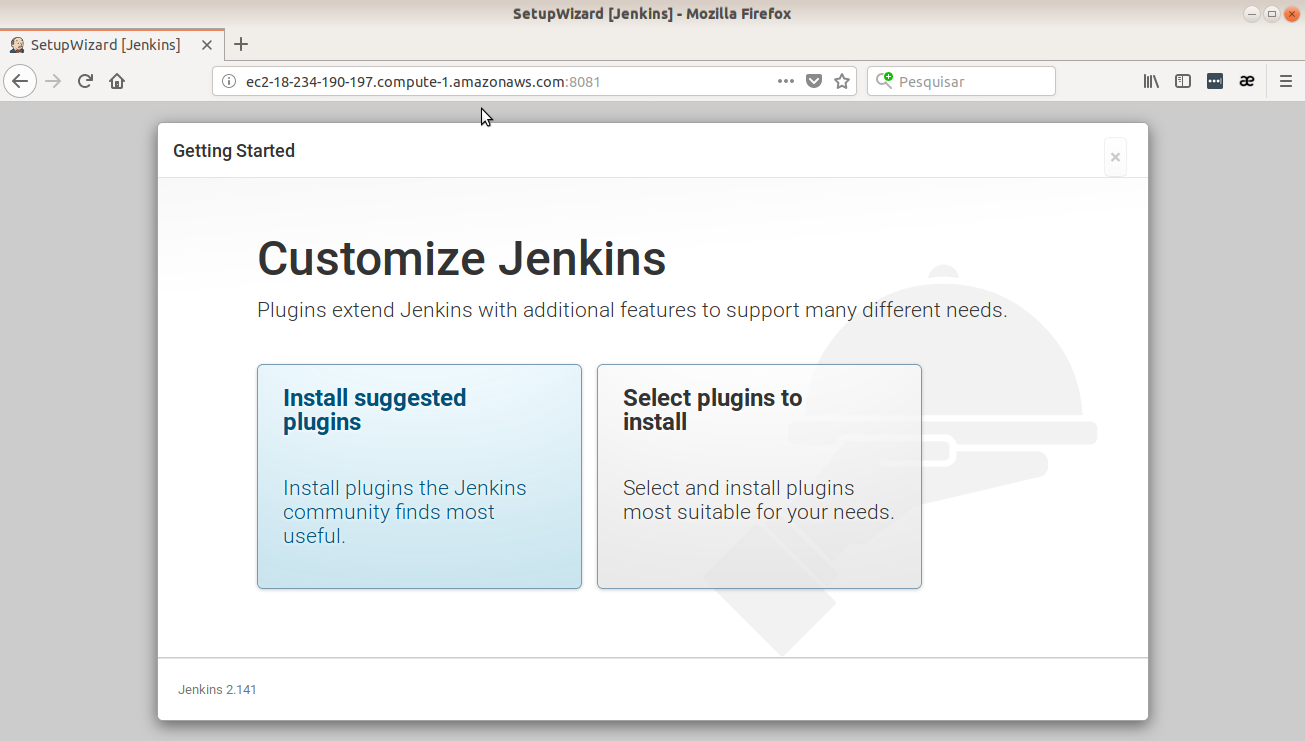 SetupWizard [Jenkins] - Mozilla Firefox
SetupWizard [Jenkins]
ec2-18-234-190-197.compute-1.amazonaws.com:8081
Pesquisar
æ
Getting Started
Customize Jenkins
Plugins extend Jenkins with additional features to support many different needs.
Install suggested
plugins
Install plugins the Jenkins
community finds most
useful.
Select plugins to
install
Select and install plugins
most suitable for your needs.
Jenkins 2.141